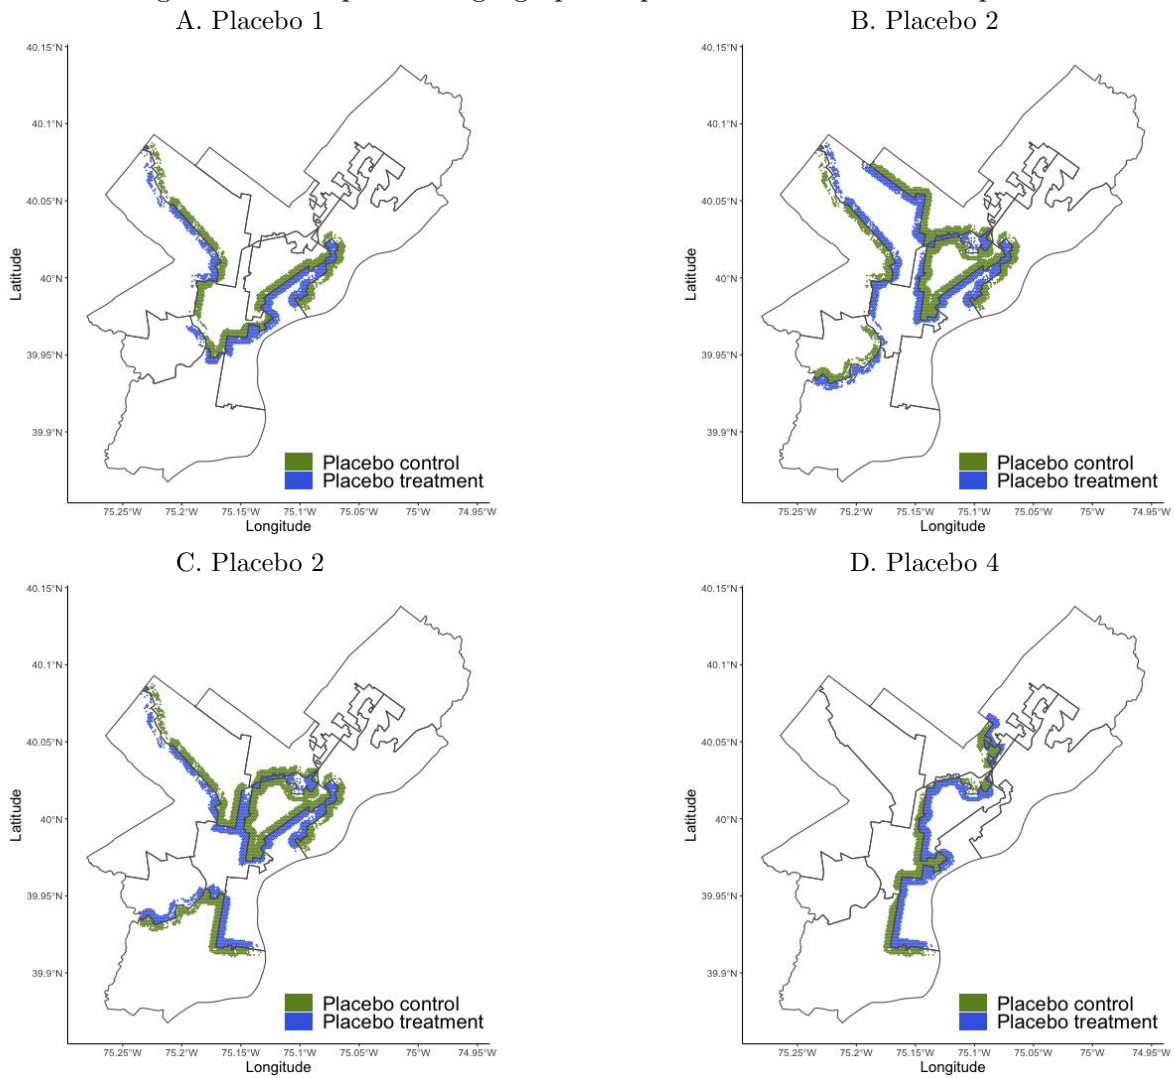 A. Placebo 1
40.15°N
40.1°N
40.05°N
40°N
39.95°N
39.9°N
Latitude
Placebo control
Placebo treatment
75.25°W 75.2°W 75.15°W 75.1°W 75.05°W 75°W 74.95°W
Longitude
B. Placebo 2
40.15°N
40.1°N
40.05°N
40°N
39.95°N
39.9°N
Latitude
Placebo control
Placebo treatment
75.25°W 75.2°W 75.15°W 75.1°W 75.05°W 75°W 74.95°W
Longitude
C. Placebo 2
40.15°N
40.1°N
40.05°N
40°N
39.95°N
39.9°N
Latitude
Placebo control
Placebo treatment
75.25°W 75.2°W 75.15°W 75.1°W 75.05°W 75°W 74.95°W
Longitude
D. Placebo 4
40.15°N
40.1°N
40.05°N
40°N
39.95°N
39.9°N
Latitude
Placebo control
Placebo treatment
75.25°W 75.2°W 75.15°W 75.1°W 75.05°W 75°W 74.95°W
Longitude